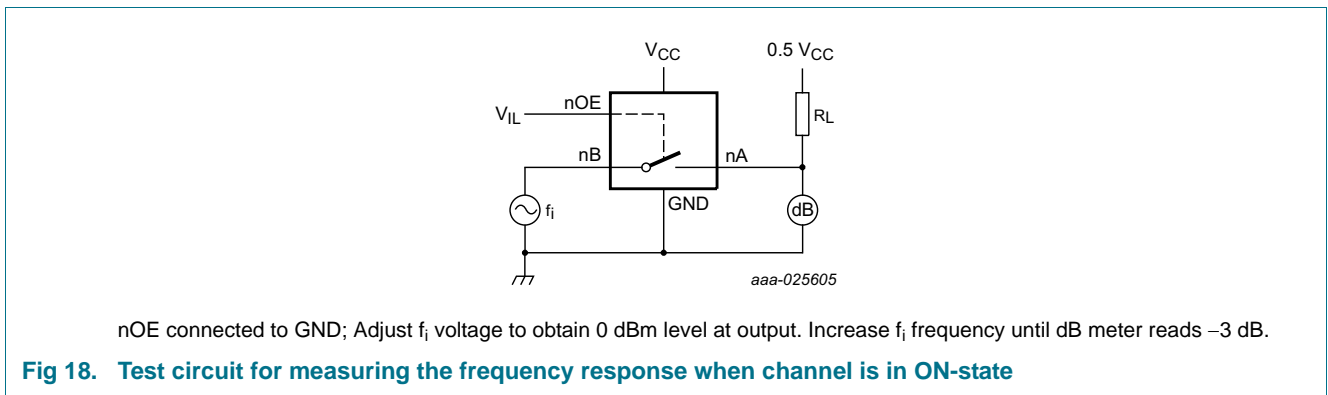 VCC
0.5 VCC
nOE
VIL
RL
nB
nA
GND
fi
dB
aaa-025605
nOE connected to GND; Adjust fi voltage to obtain 0 dBm level at output. Increase fi frequency until dB meter reads −3 dB.
Fig 18. Test circuit for measuring the frequency response when channel is in ON-state